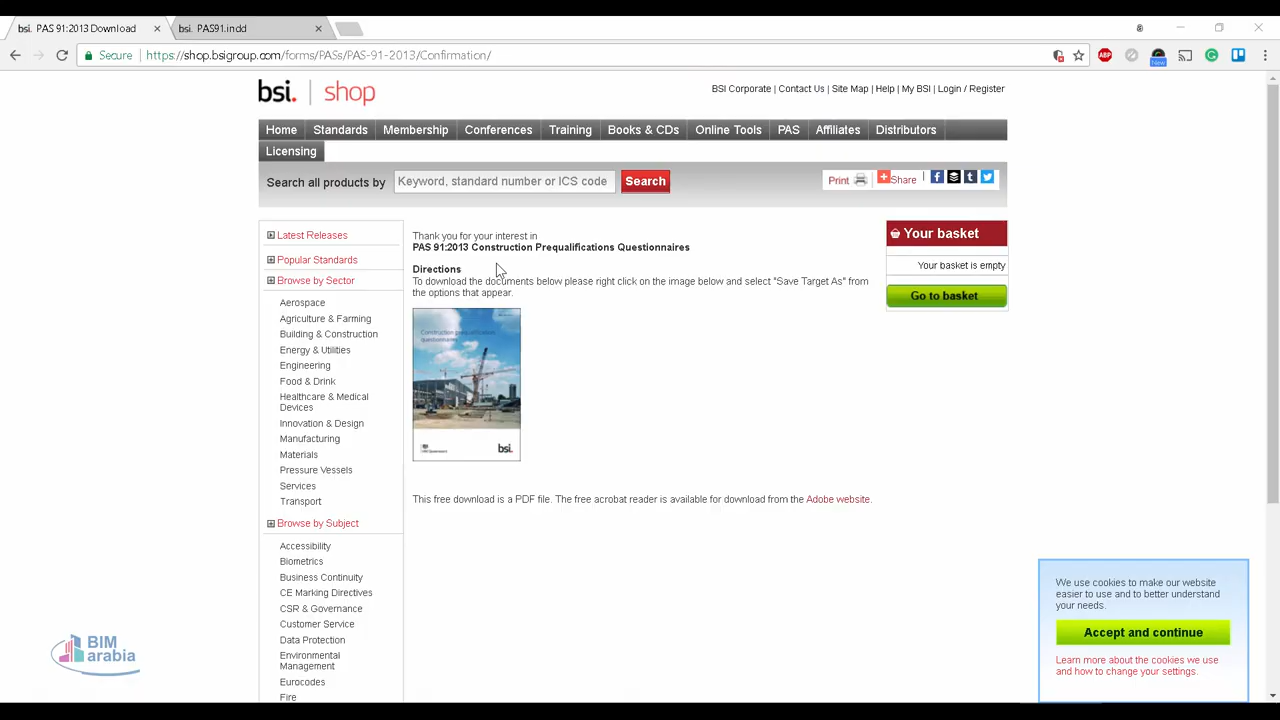 bsi. PAS 91:2013 Download
bsi. PAS91.indd
Secure
https://shop.bsigroup.com/forms/PASs/PAS-91-2013/Confirmation/
ABP
New
bsi. shop
BSI Corporate | Contact Us | Site Map | Help | My BSI | Login / Register
Home Standards Membership Conferences Training Books & CDs Online Tools PAS Affiliates Distributors
Licensing
Search all products by
Keyword, standard number or ICS code
Search
Print
Share
Latest Releases
Popular Standards
Browse by Sector
Aerospace
Agriculture & Farming
Building & Construction
Energy & Utilities
Engineering
Food & Drink
Healthcare & Medical
Devices
Innovation & Design
Manufacturing
Materials
Pressure Vessels
Services
Transport
Browse by Subject
Accessibility
Biometrics
Business Continuity
CE Marking Directives
CSR & Governance
Customer Service
Data Protection
Environmental
Management
Eurocodes
Fire
Thank you for your interest in
PAS 91:2013 Construction Prequalifications Questionnaires
Directions
To download the documents below please right click on the image below and select "Save Target As" from
the options that appear.
Construction prequalification
questionnaires
bsi.
This free download is a PDF file. The free acrobat reader is available for download from the Adobe website.
Your basket
Your basket is empty
Go to basket
We use cookies to make our website
easier to use and to better understand
your needs.
Accept and continue
Learn more about the cookies we use
and how to change your settings.
BIM
arabia